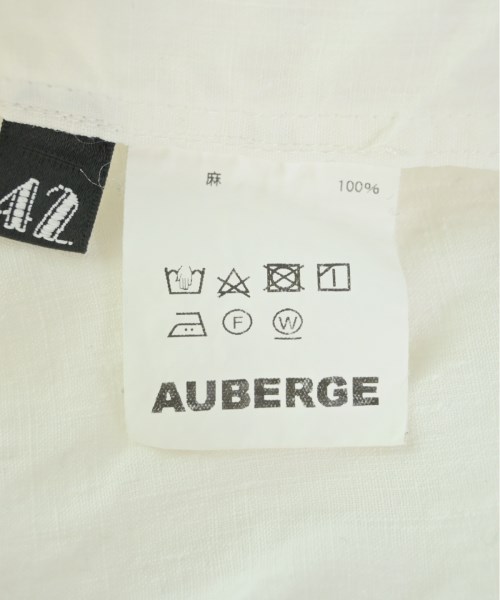 42
麻 100%
F W
AUBERGE